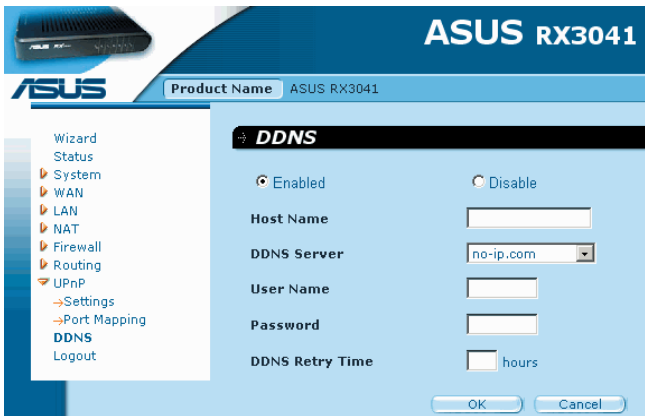 ASUS RX3041
ASUS
Product Name ASUS RX3041
Wizard
Status
System
WAN
LAN
NAT
Firewall
Routing
UPnP
→Settings
→Port Mapping
DDNS
Logout
DDNS
Enabled Disable
Host Name
DDNS Server no-ip.com
User Name
Password
DDNS Retry Time hours
OK Cancel